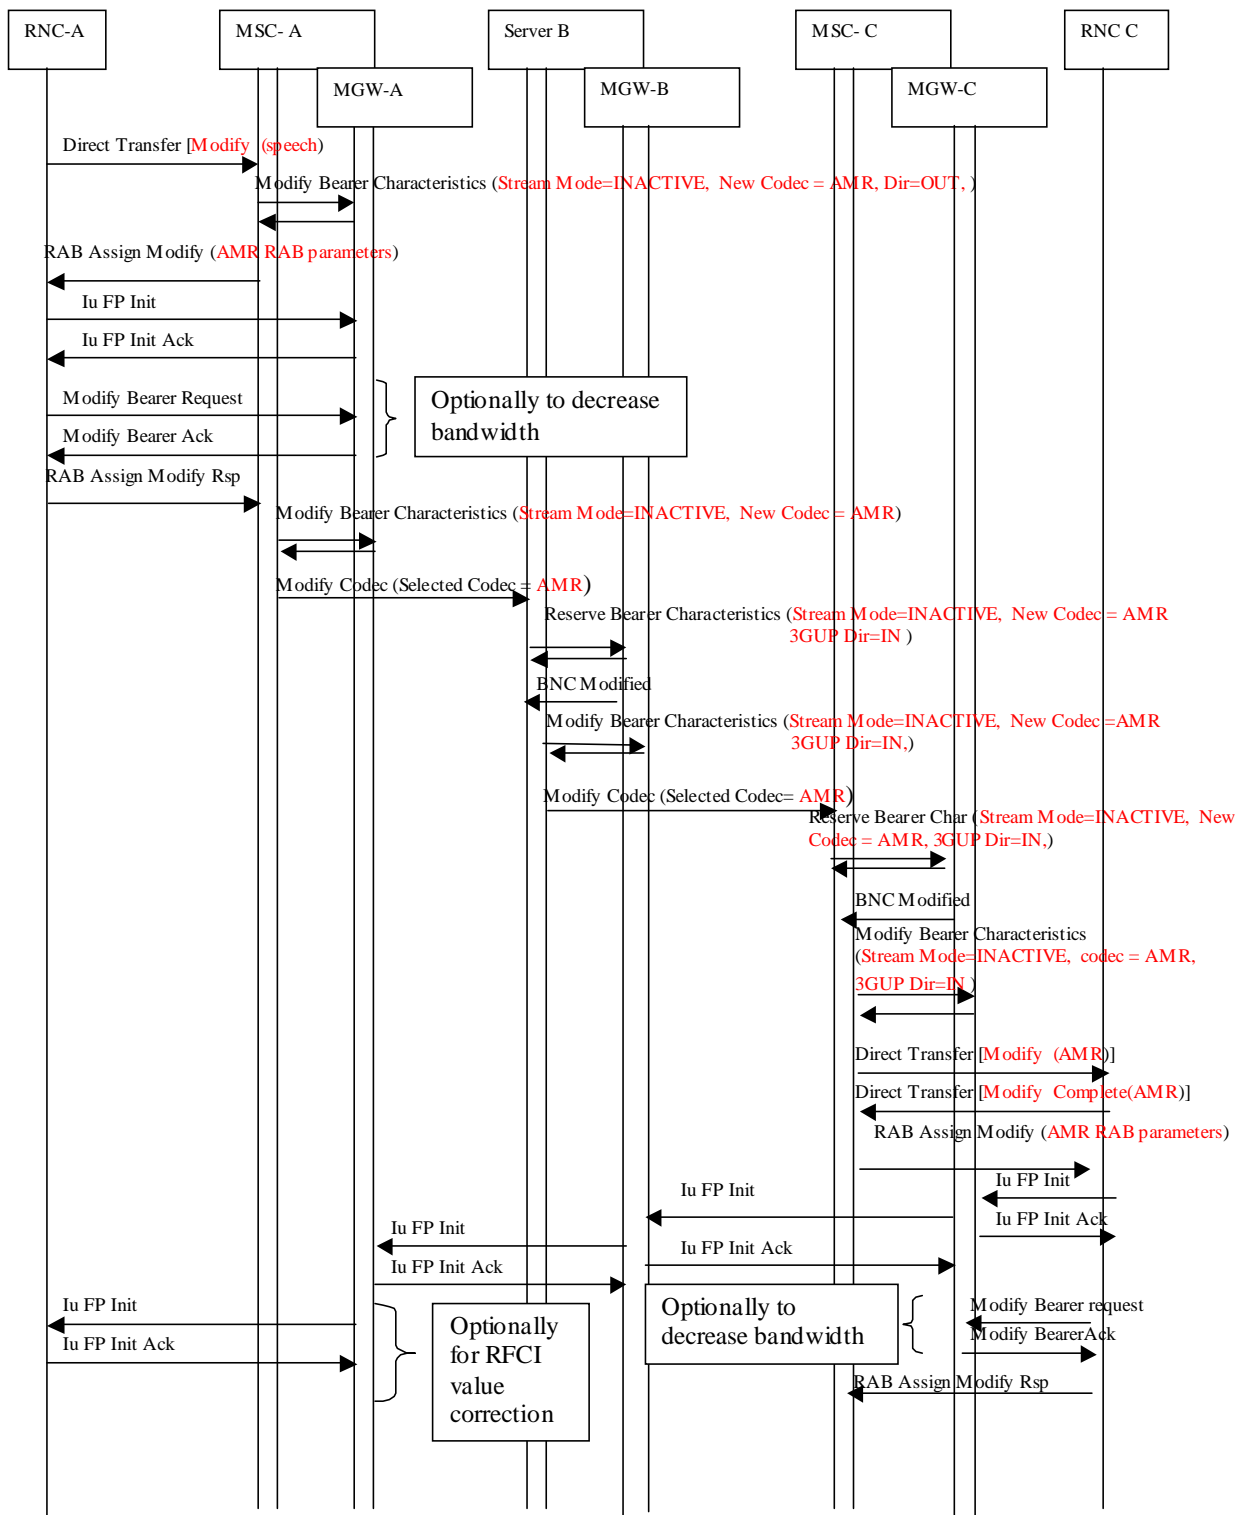 RNC-A
MSC- A
Server B
MSC- C
RNC C
MGW-A
MGW-B
MGW-C
Direct Transfer [Modify (speech)
Modify Bearer Characteristics (Stream Mode=INACTIVE, New Codec = AMR, Dir=OUT, )
RAB Assign Modify (AMR RAB parameters)
Iu FP Init
Iu FP Init Ack
Modify Bearer Request
Optionally to decrease
bandwidth
Modify Bearer Ack
RAB Assign Modify Rsp
Modify Bearer Characteristics (Stream Mode=INACTIVE, New Codec = AMR)
Modify Codec (Selected Codec = AMR)
Reserve Bearer Characteristics (Stream Mode=INACTIVE, New Codec = AMR
3GUP Dir=IN )
BNC Modified
Modify Bearer Characteristics (Stream Mode=INACTIVE, New Codec =AMR
3GUP Dir=IN,)
Modify Codec (Selected Codec= AMR)
Reserve Bearer Char (Stream Mode=INACTIVE, New
Codec = AMR, 3GUP Dir=IN,)
BNC Modified
Modify Bearer Characteristics
(Stream Mode=INACTIVE, codec = AMR,
3GUP Dir=IN )
Direct Transfer [Modify (AMR)]
Direct Transfer [Modify Complete(AMR)]
RAB Assign Modify (AMR RAB parameters)
Iu FP Init
Iu FP Init
Iu FP Init Ack
Iu FP Init
Iu FP Init Ack
Iu FP Init Ack
Iu FP Init
Iu FP Init Ack
Optionally
for RFCI
value
correction
Optionally to
decrease bandwidth
Modify Bearer request
Modify BearerAck
RAB Assign Modify Rsp